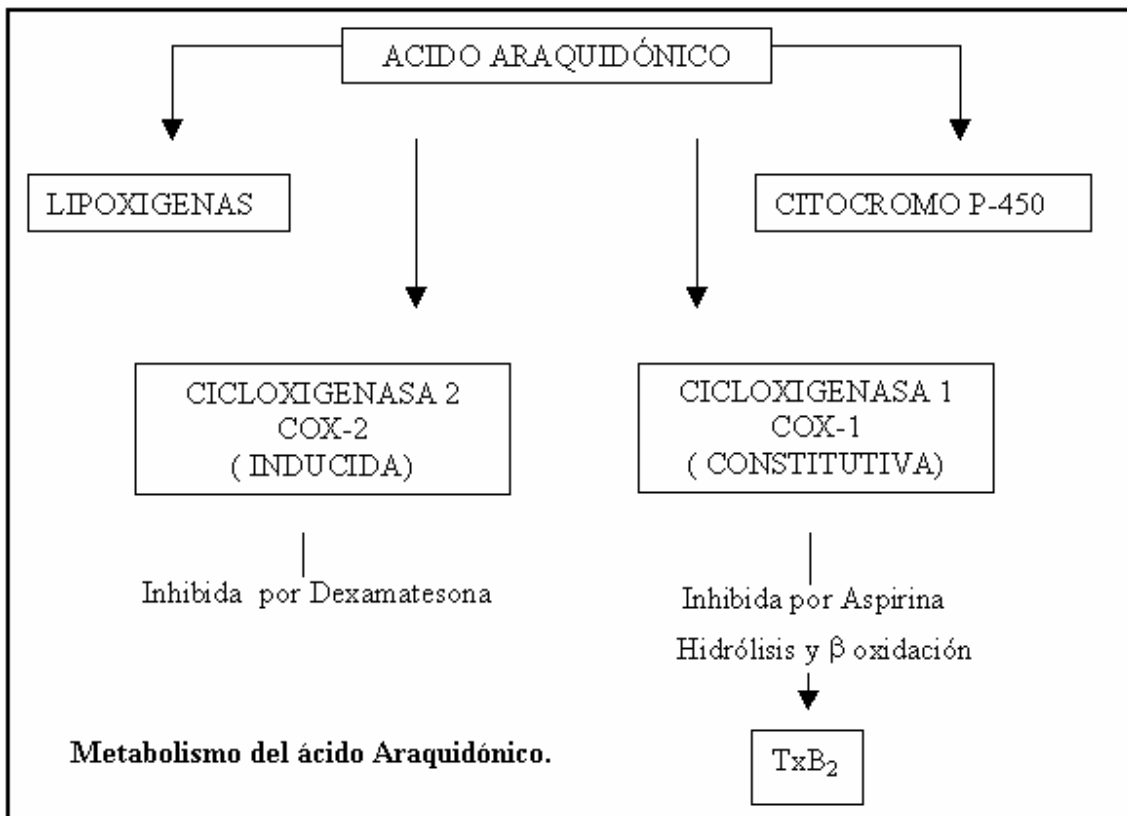 ACIDO ARAQUIDÓNICO
LIPOXIGENAS
CITOCROMO P-450
CICLOXIGENASA 2
COX-2
( INDUCIDA)
CICLOXIGENASA 1
COX-1
( CONSTITUTIVA)
Inhibida por Dexamatesona
Inhibida por Aspirina
Hidrólisis y β oxidación
Metabolismo del ácido Araquidónico.
TxB₂